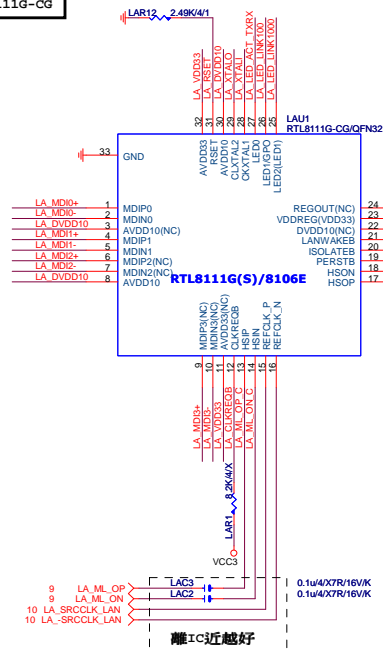 111G-CG
LAR12 2.49K/4/1
LA_VDD33
LA_RSET
LA_DVDD10
LA_XTALO
LA_XTALI
LA_LED_ACT_TXRX
LA_LED_LINK100
LA_LED_LINK1000
32
31
30
29
28
27
26
25
LAU1
RTL8111G-CG/QFN32
AVDD33
RSET
AVDD10
CLXTAL2
CKXTAL1
LED0
LED1/GPO
LED2(LED1)
33 GND
LA_MDI0+ 1 MDIP0
LA_MDI0- 2 MDIN0
LA_DVDD10 3 AVDD10(NC)
LA_MDI1+ 4 MDIP1
LA_MDI1- 5 MDIN1
LA_MDI2+ 6 MDIP2(NC)
LA_MDI2- 7 MDIN2(NC)
LA_DVDD10 8 AVDD10
REGOUT(NC) 24
VDDREG(VDD33) 23
DVDD10(NC) 22
LANWAKEB 21
ISOLATEB 20
PERSTB 19
HSON 18
HSOP 17
RTL8111G(S)/8106E
MDIP3(NC)
MDIN3(NC)
AVDD33(NC)
CLKREQB
HSIP
HSIN
REFCLK_P
REFCLK_N
9
10
11
12
13
14
15
16
LA_MDI3+
LA_MDI3-
LA_VDD33
LA_CLKREQB
LA_ML_OP_C
LA_ML_ON_C
LAR1
8.2K/4/X
VCC3
9 LA_ML_OP LAC3 0.1u/4/X7R/16V/K
9 LA_ML_ON LAC2 0.1u/4/X7R/16V/K
10 LA_SRCCLK_LAN
10 LA_-SRCCLK_LAN
離IC近越好